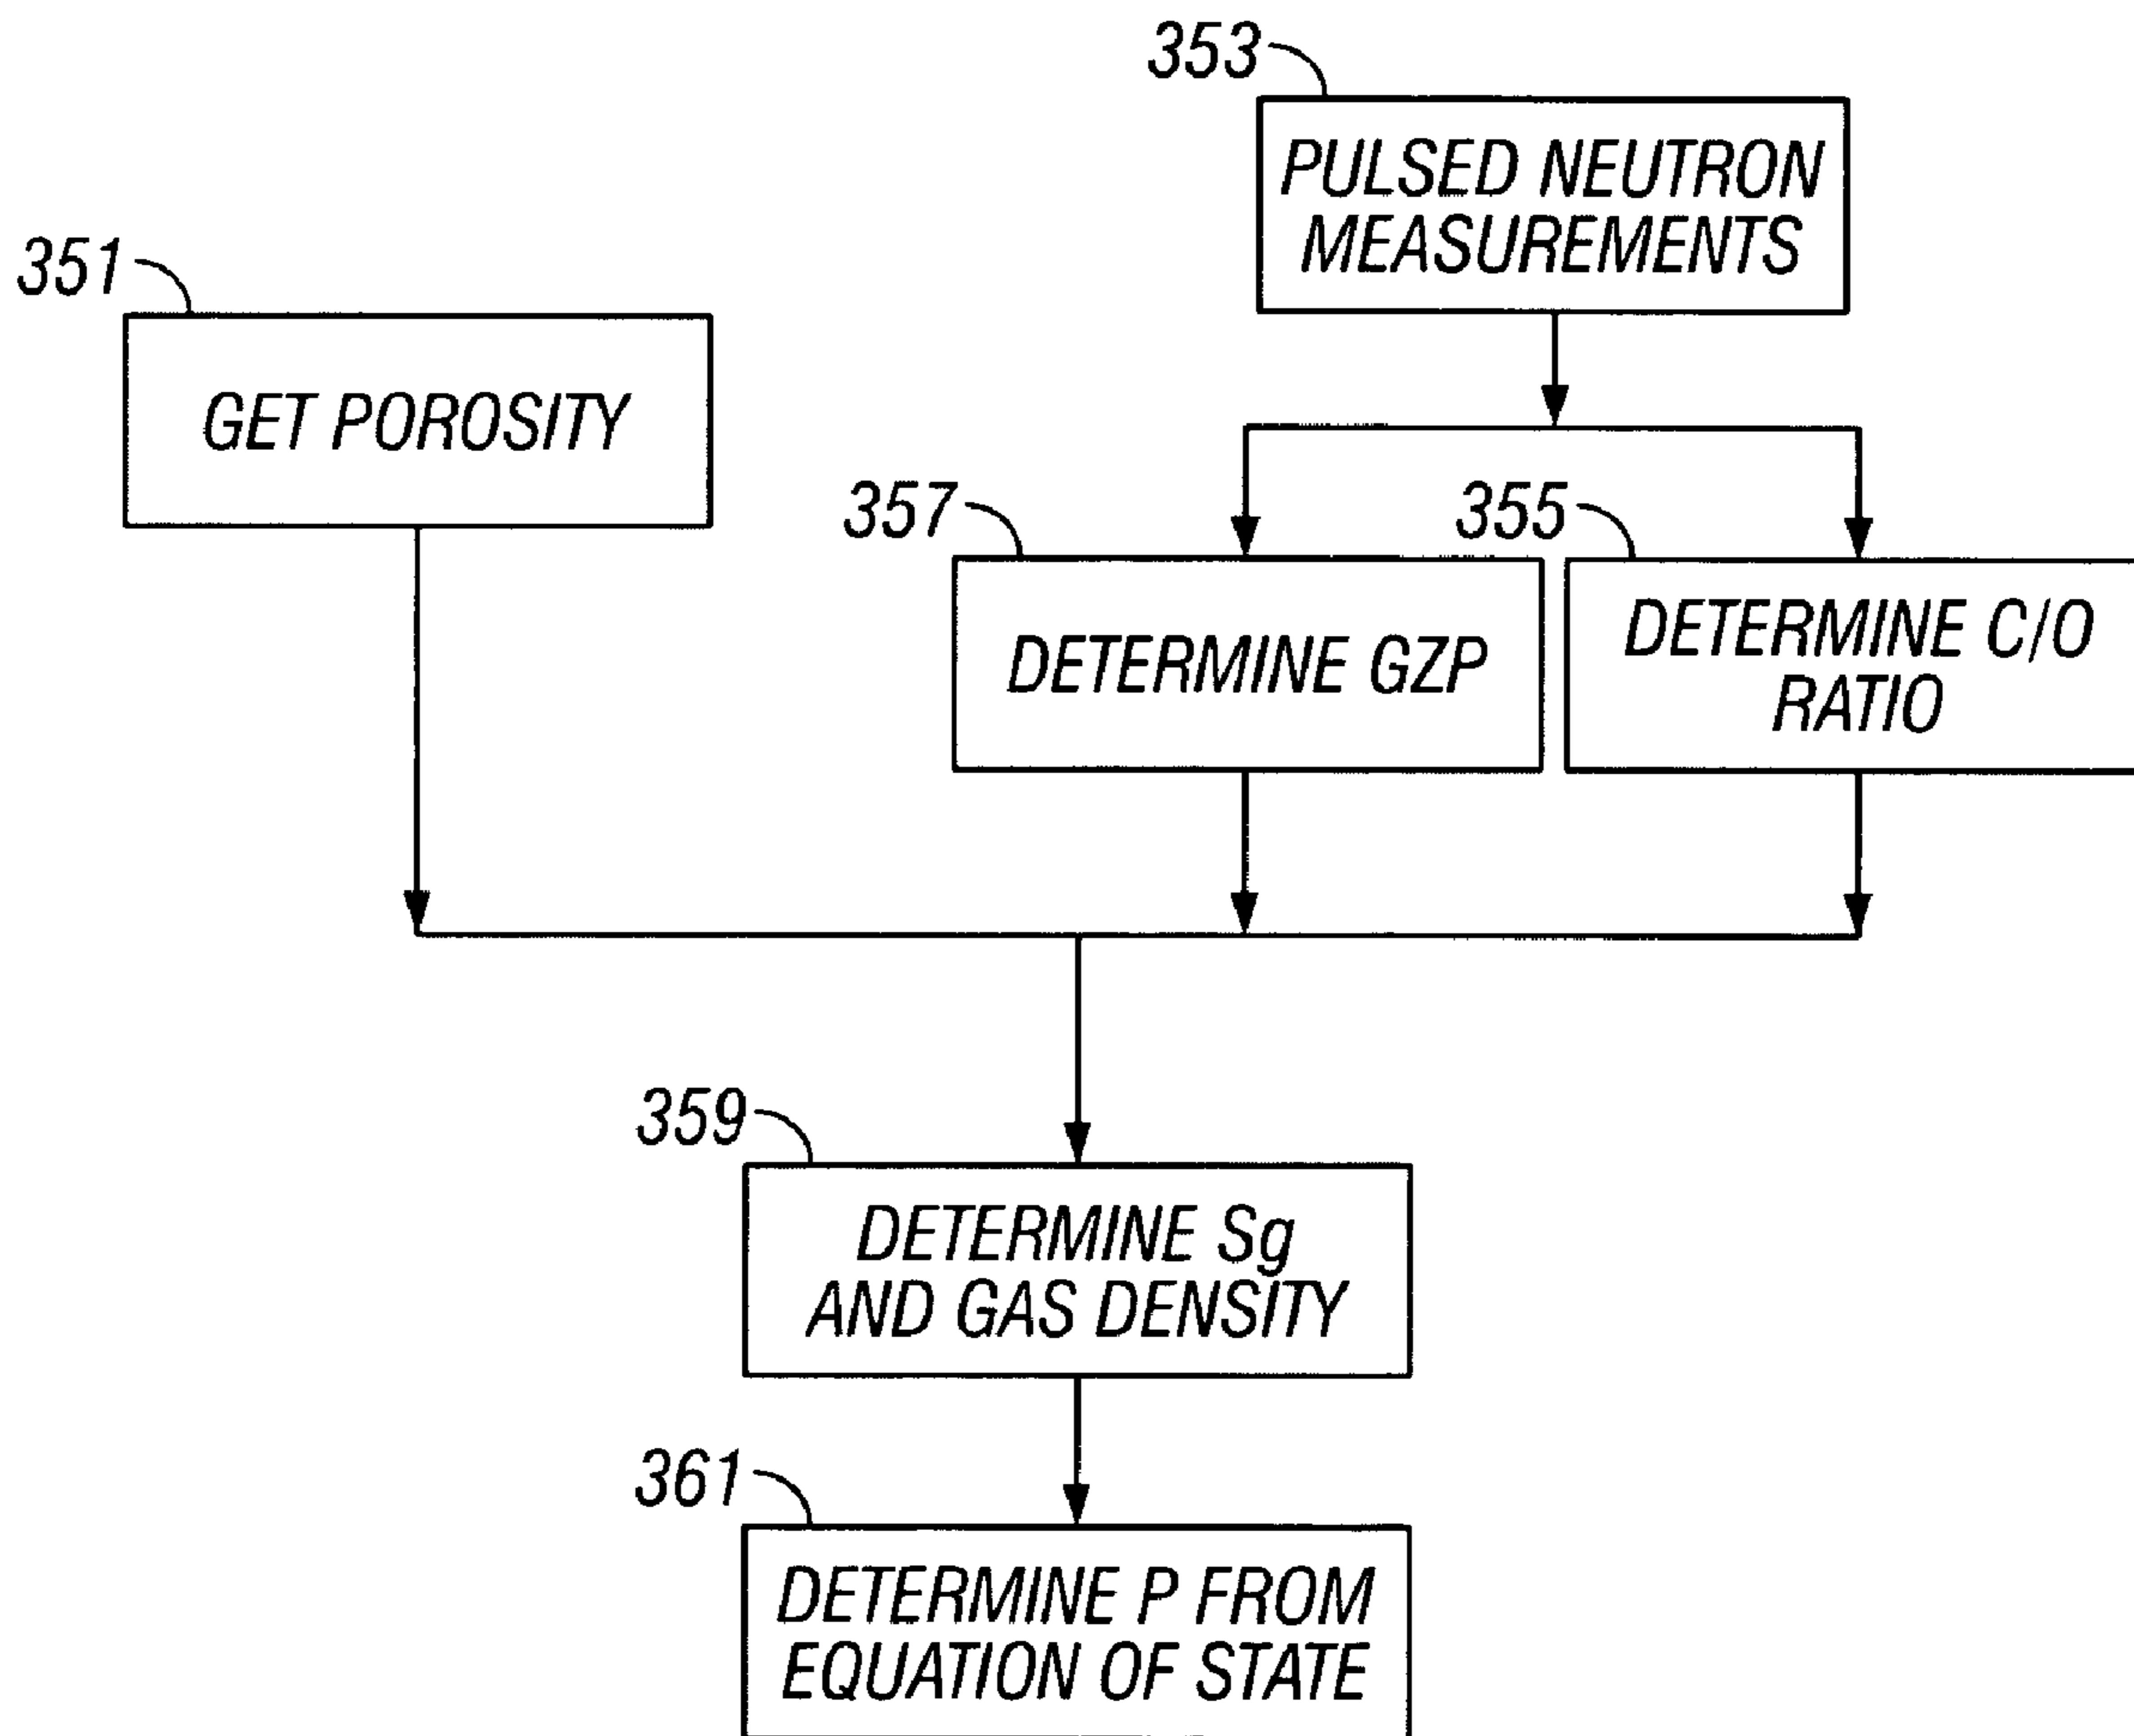 353
PULSED NEUTRON
MEASUREMENTS
351
GET POROSITY
357
DETERMINE GZP
355
DETERMINE C/O
RATIO
359
DETERMINE Sg
AND GAS DENSITY
361
DETERMINE P FROM
EQUATION OF STATE